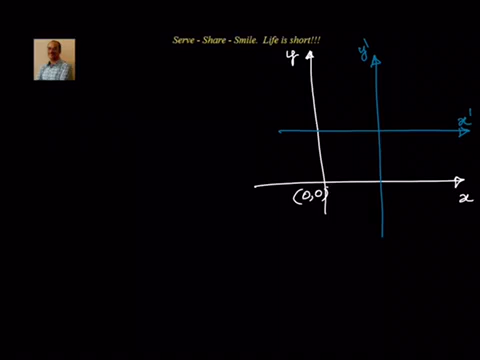 Serve - Share - Smile. Life is short!!!
y
y'
x'
(0,0)
x